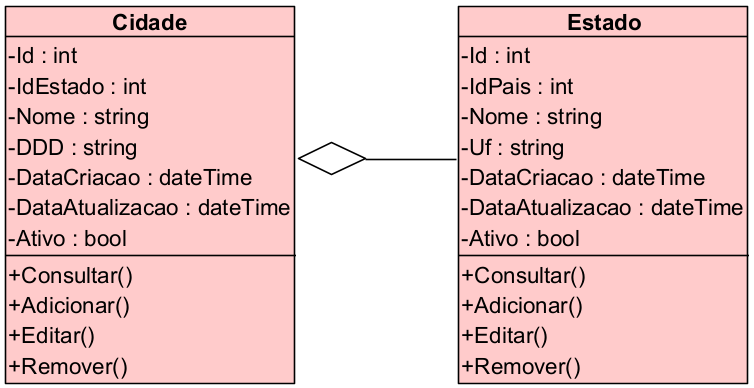 Cidade
-Id : int
-IdEstado : int
-Nome : string
-DDD : string
-DataCriacao : dateTime
-DataAtualizacao : dateTime
-Ativo : bool
+Consultar()
+Adicionar()
+Editar()
+Remover()
Estado
-Id : int
-IdPais : int
-Nome : string
-Uf : string
-DataCriacao : dateTime
-DataAtualizacao : dateTime
-Ativo : bool
+Consultar()
+Adicionar()
+Editar()
+Remover()